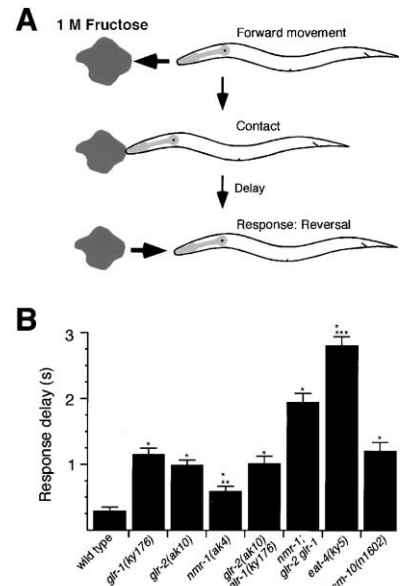 A
1 M Fructose
Forward movement
Contact
Delay
Response: Reversal
B
Response delay (s)
3
2
1
*
*
*
**
*
*
*
***
*
wild type
glr-1(ky176)
glr-2(ak10)
nmr-1(ak4)
glr-2(ak10)
glr-1(ky176)
nmr-1;
glr-2 glr-1
eat-4(ky5)